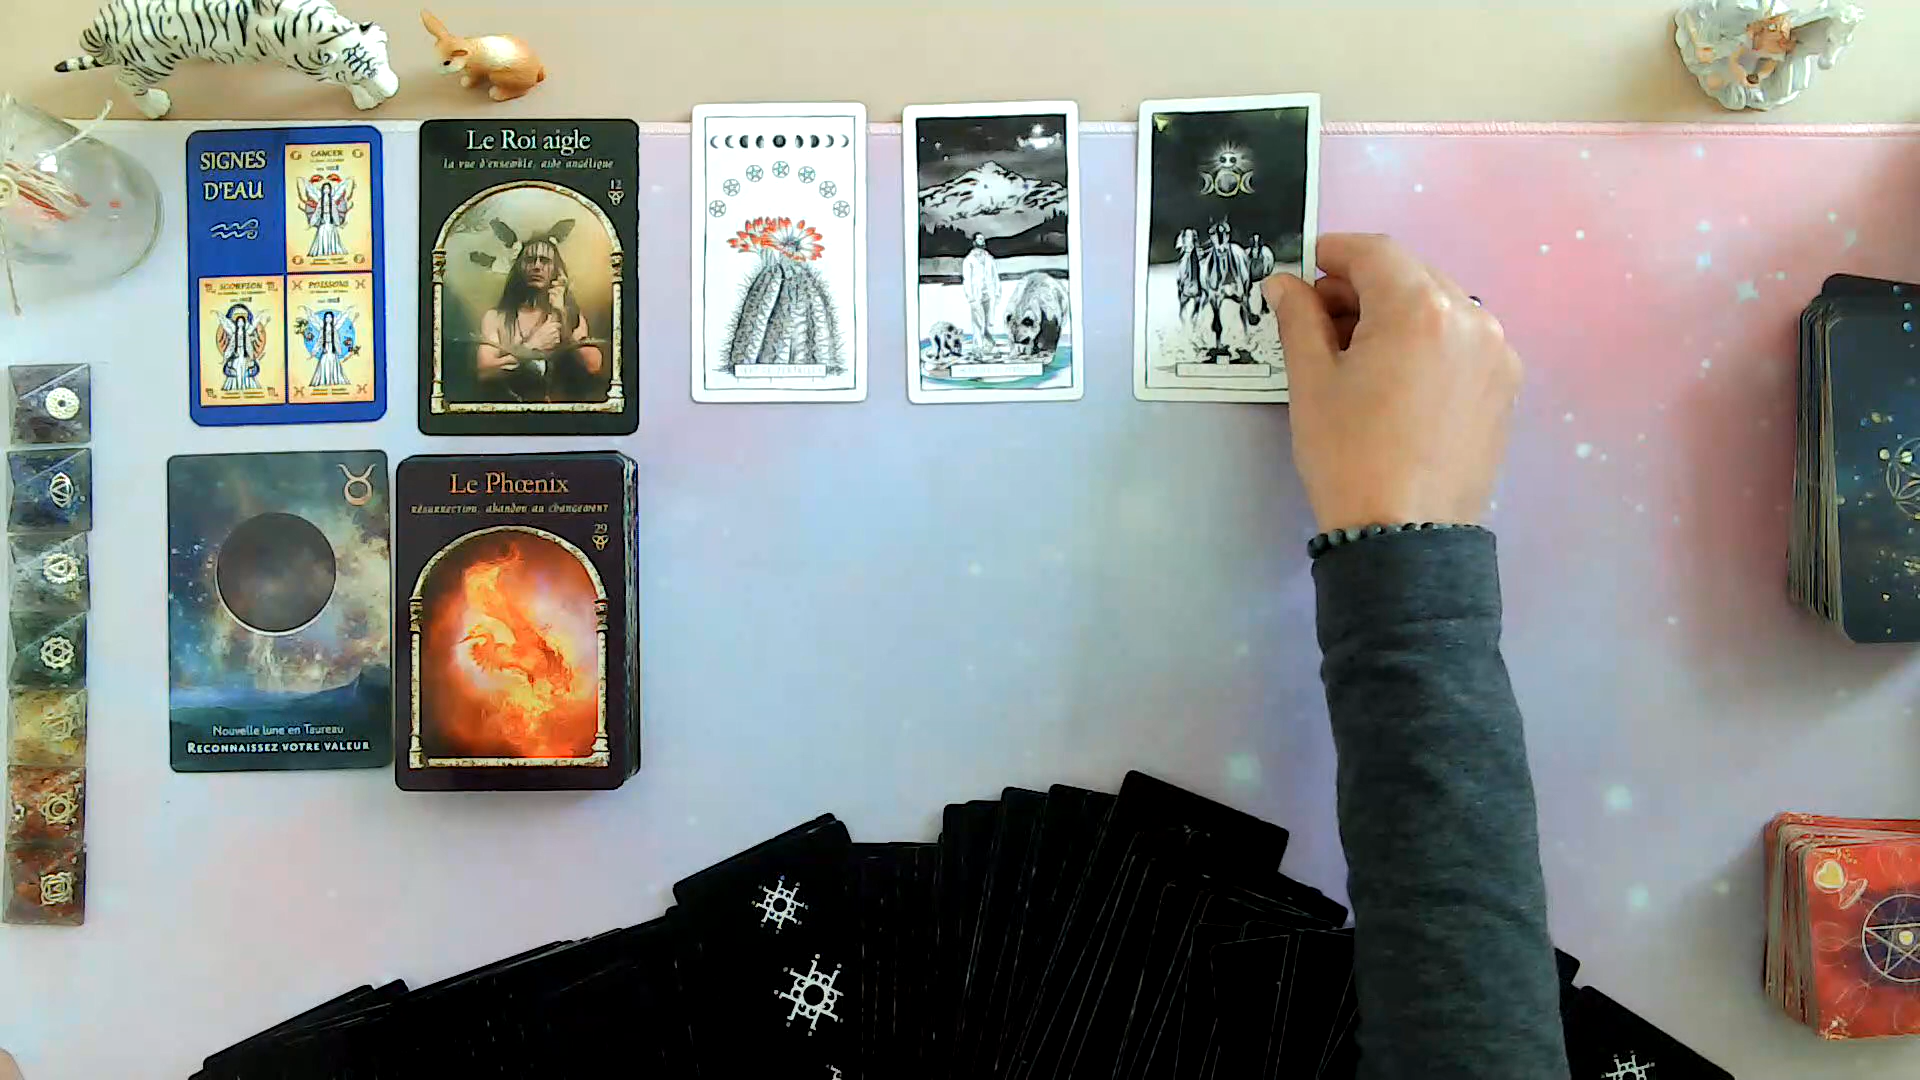 SIGNES
D'EAU
CANCER
SCORPION
POISSONS
Le Roi aigle
la vue d'ensemble, aide angélique
12
Nouvelle lune en Taureau
RECONNAISSEZ VOTRE VALEUR
Le Phœnix
résurrection, abandon au changement
29